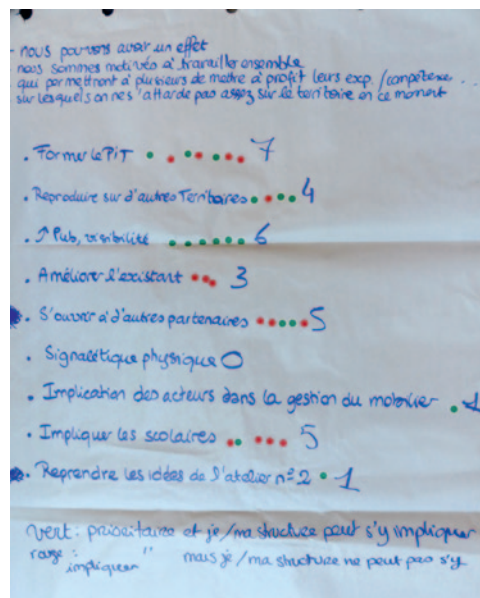 - nous pouvons avoir un effet
nous sommes motivés à travailler ensemble
qui permettront à plusieurs de mettre à profit leurs exp./compétence...
sur lesquels on ne s'attarde pas assez sur le territoire en ce moment
. Former le PiT 7
. Reproduire sur d'autres Territoires 4
. ↗ Pub, visibilité 6
. Améliorer l'existant 3
. S'ouvrir à d'autres partenaires 5
. Signalétique physique 0
. Implication des acteurs dans la gestion du mobilier 1
. Impliquer les scolaires 5
. Reprendre les idées de l'atelier n°2 1
vert : prioritaire et je/ma structure peut s'y impliquer
rouge : " mais je/ma structure ne peut pas s'y
impliquer